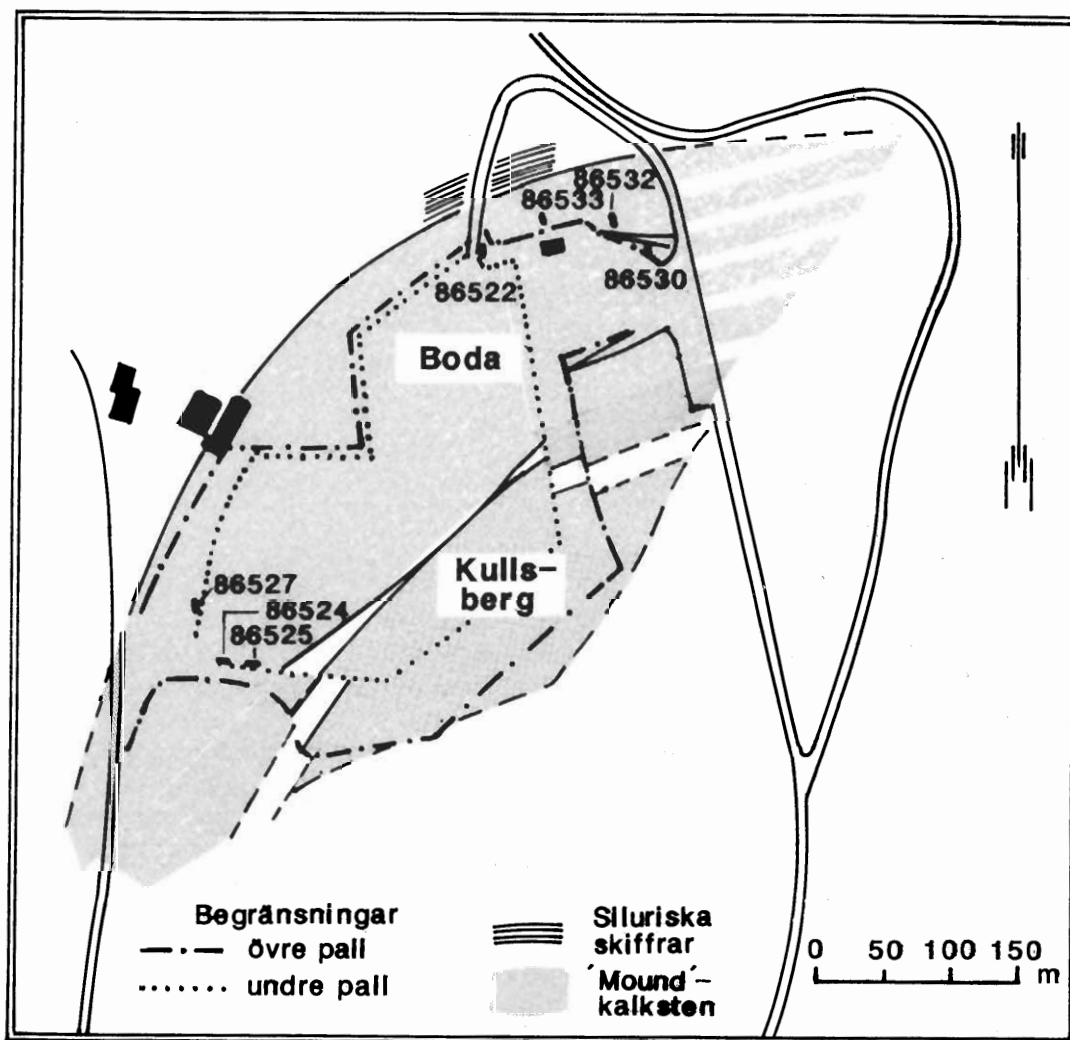 86532
86533
86530
86522
Boda
Kulls-
berg
86527
86524
86525
Begränsningar
övre pall
undre pall
Siluriska
skiffrar
´Mound´-
kalksten
0 50 100 150
m